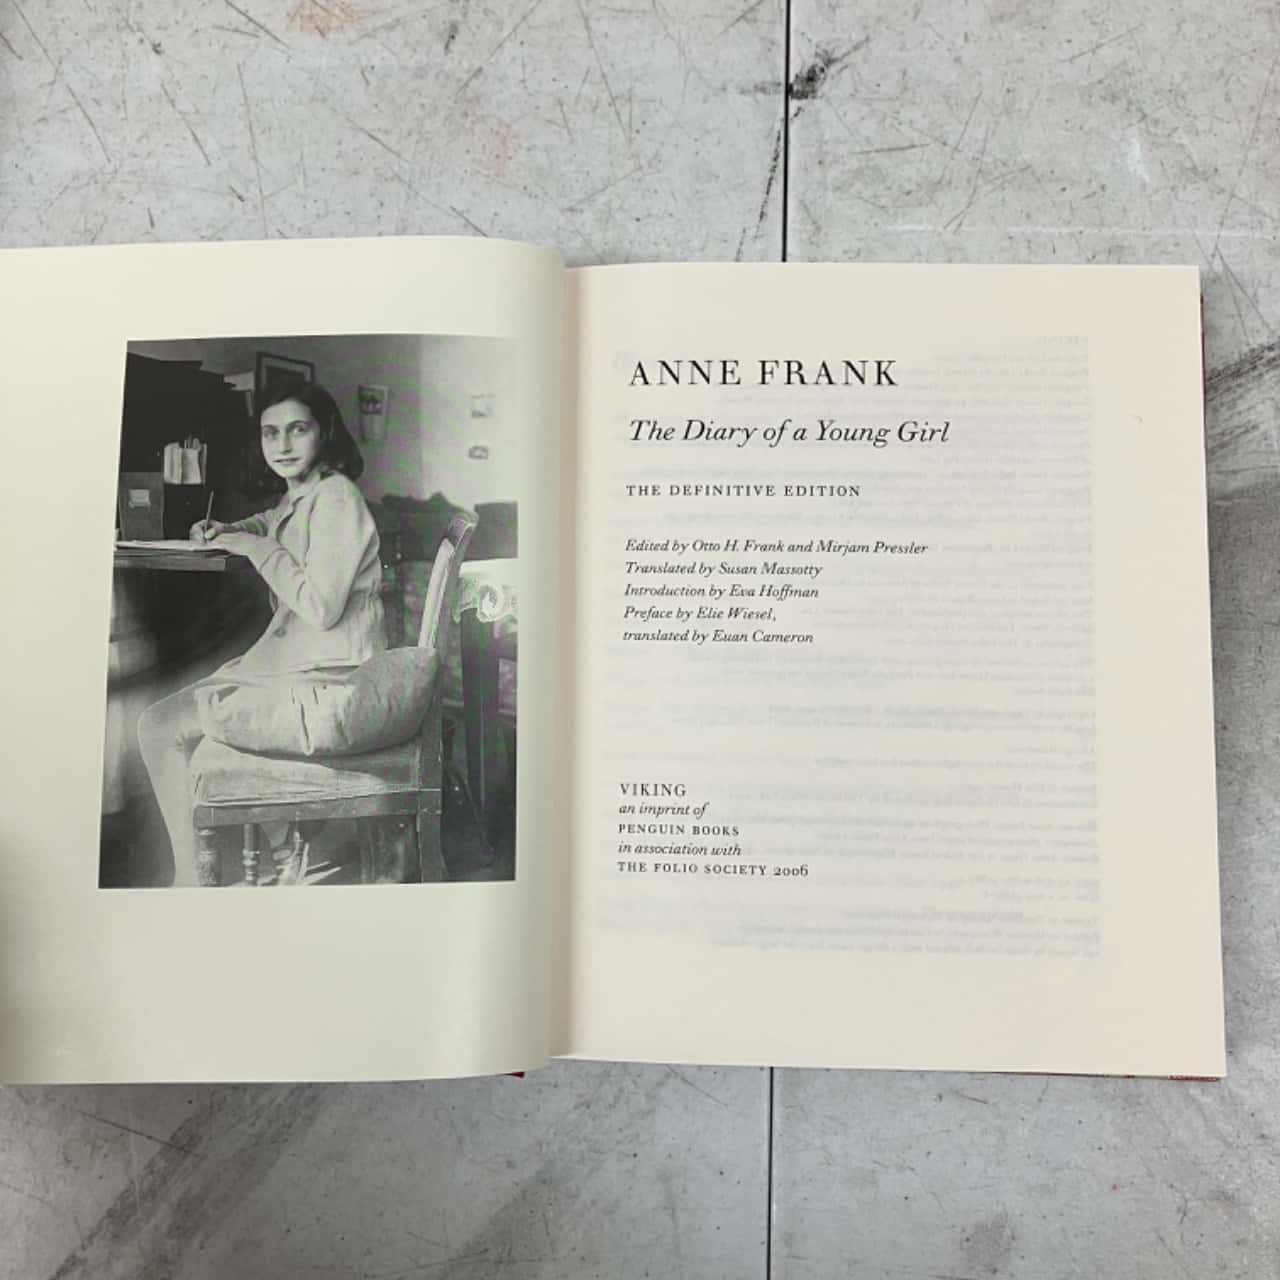 ANNE FRANK
The Diary of a Young Girl
THE DEFINITIVE EDITION
Edited by Otto H. Frank and Mirjam Pressler
Translated by Susan Massotty
Introduction by Eva Hoffman
Preface by Elie Wiesel,
translated by Euan Cameron
VIKING
an imprint of
PENGUIN BOOKS
in association with
THE FOLIO SOCIETY 2006